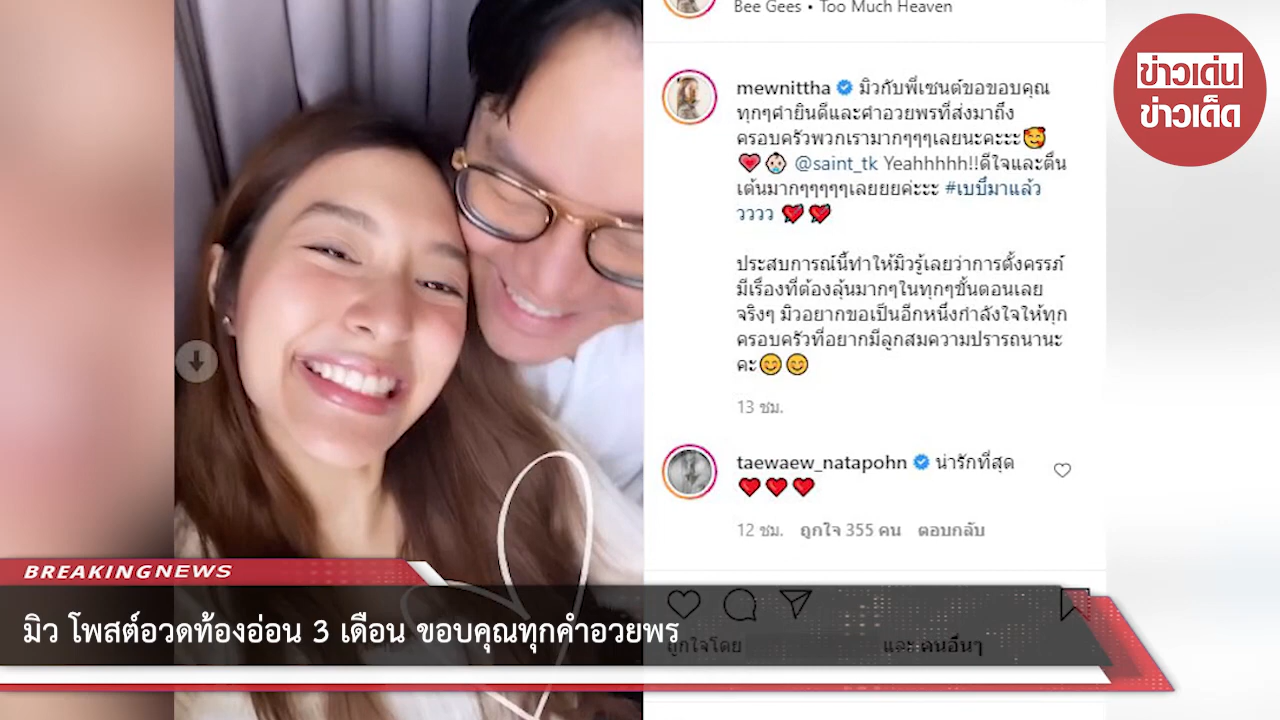 Bee Gees • Too Much Heaven
ข่าวเด่น
ข่าวเด็ด
mewnittha มิวกับพี่เซนต์ขอขอบคุณ
ทุกๆคำยินดีและคำอวยพรที่ส่งมาถึง
ครอบครัวพวกเรามากๆๆๆเลยนะคะะะ🥰
❤️👶🏻 @saint_tk Yeahhhhh!!ดีใจและตื่น
เต้นมากๆๆๆๆๆเลยยยค่ะะะ #เบบี๋มาแล้ว
วววว 💘💘
ประสบการณ์นี้ทำให้มิวรู้เลยว่าการตั้งครรภ์
มีเรื่องที่ต้องลุ้นมากๆในทุกๆขั้นตอนเลย
จริงๆ มิวอยากขอเป็นอีกหนึ่งกำลังใจให้ทุก
ครอบครัวที่อยากมีลูกสมความปรารถนานะ
คะ😊😊
13 ชม.
taewaew_natapohn น่ารักที่สุด
❤️❤️❤️
12 ชม. ถูกใจ 355 คน ตอบกลับ
BREAKINGNEWS
มิว โพสต์อวดท้องอ่อน 3 เดือน ขอบคุณทุกคำอวยพร
ถูกใจโดย และ คนอื่นๆ